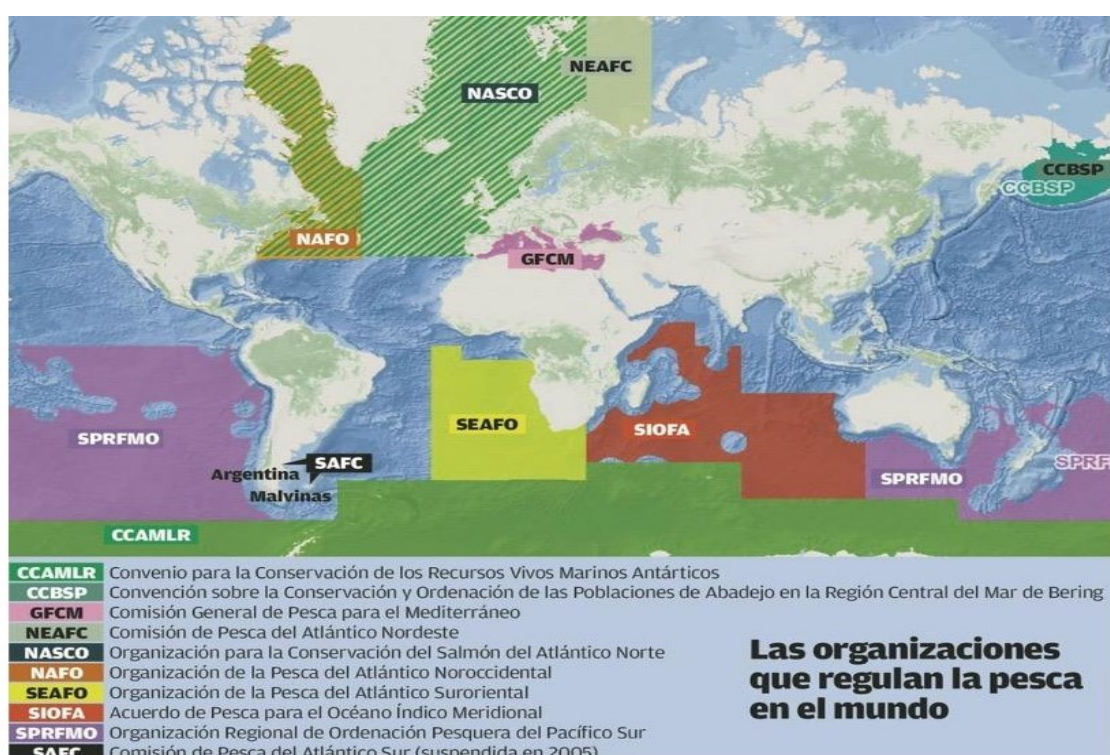 NEAFC
NASCO
CCBSP
CCBSP
NAFO
GFCM
SEAFO
SIOFA
SPRFMO
SAFC
Argentina
Malvinas
SPRF
SPRFMO
CCAMLR
CCAMLR Convenio para la Conservación de los Recursos Vivos Marinos Antárticos
CCBSP Convención sobre la Conservación y Ordenación de las Poblaciones de Abadejo en la Región Central del Mar de Bering
GFCM Comisión General de Pesca para el Mediterráneo
NEAFC Comisión de Pesca del Atlántico Nordeste
NASCO Organización para la Conservación del Salmón del Atlántico Norte
NAFO Organización de la Pesca del Atlántico Noroccidental
SEAFO Organización de la Pesca del Atlántico Suroriental
SIOFA Acuerdo de Pesca para el Océano Índico Meridional
SPRFMO Organización Regional de Ordenación Pesquera del Pacífico Sur
SAFC Comisión de Pesca del Atlántico Sur (suspendida en 2005)
Las organizaciones
que regulan la pesca
en el mundo